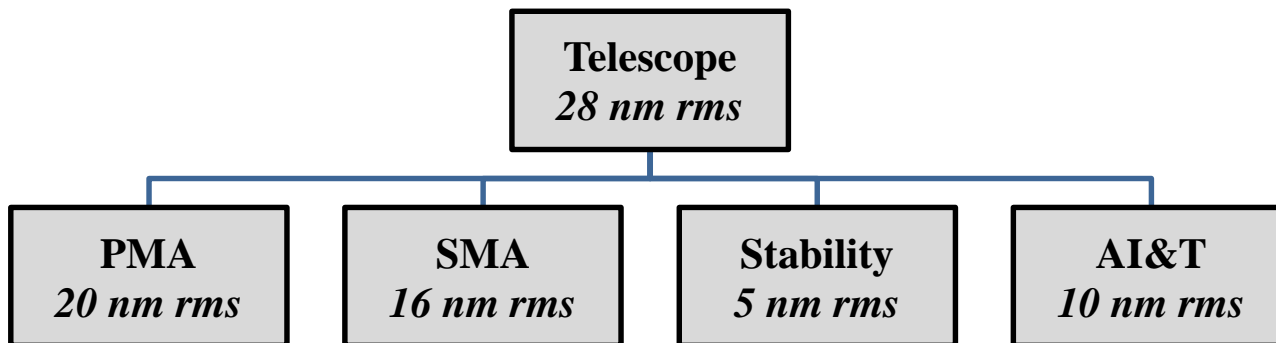 Telescope
28 nm rms
PMA
20 nm rms
SMA
16 nm rms
Stability
5 nm rms
AI&T
10 nm rms